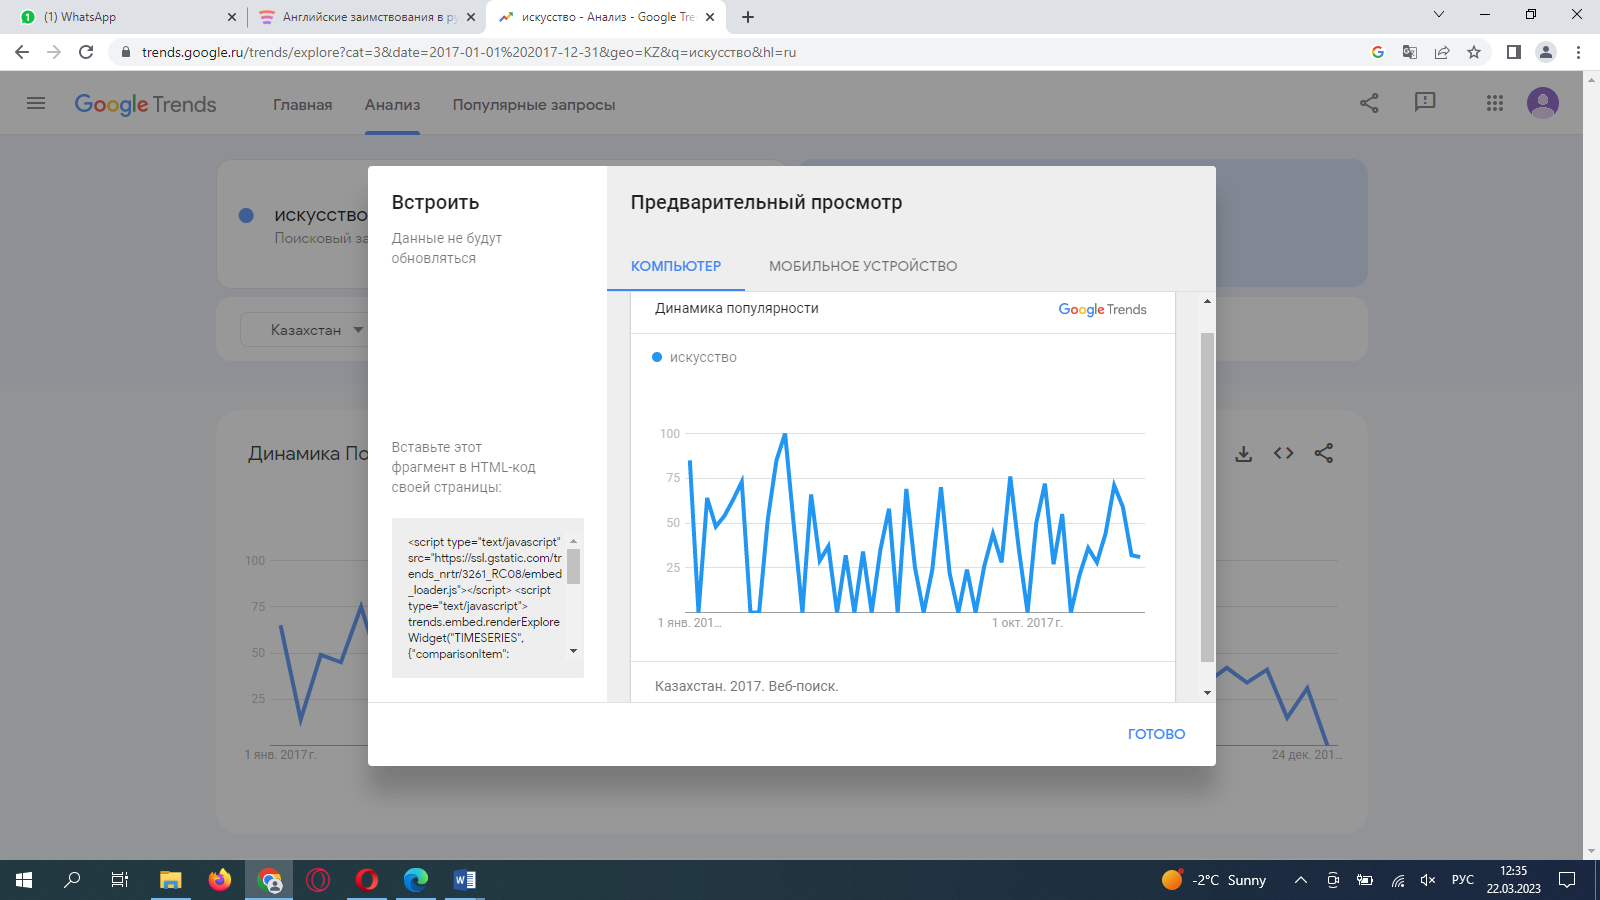 (1) WhatsApp
Английские заимствования в ру
искусство - Анализ - Google Tre
trends.google.ru/trends/explore?cat=3&date=2017-01-01%202017-12-31&geo=KZ&q=искусство&hl=ru
Google Trends
Главная
Анализ
Популярные запросы
искусство
Поисковый за
Казахстан
Динамика По
100
75
50
25
1 янв. 2017 г.
24 дек. 201...
Встроить
Данные не будут
обновляться
Вставьте этот
фрагмент в HTML-код
своей страницы:
<script type="text/javascript"
src="https://ssl.gstatic.com/tr
ends_nrtr/3261_RC08/embed
_loader.js"></script> <script
type="text/javascript">
trends.embed.renderExplore
Widget("TIMESERIES",
{"comparisonItem":
Предварительный просмотр
КОМПЬЮТЕР
МОБИЛЬНОЕ УСТРОЙСТВО
Динамика популярности
Google Trends
искусство
100
75
50
25
1 янв. 201...
1 окт. 2017 г.
Казахстан. 2017. Веб-поиск.
ГОТОВО
-2°C Sunny
РУС
12:35
22.03.2023